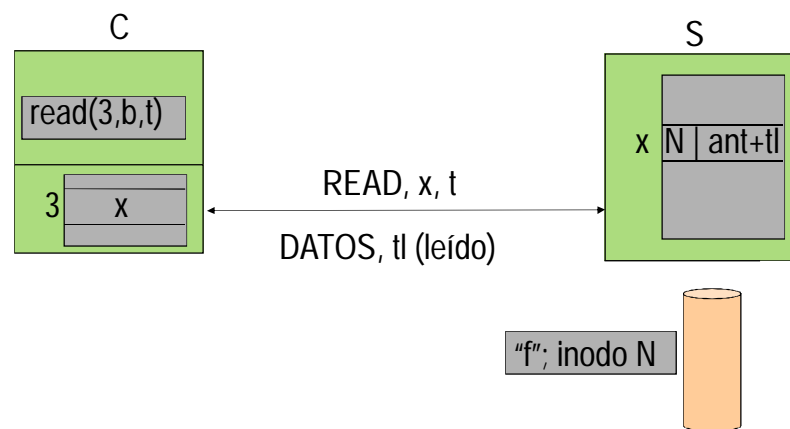 C
S
read(3,b,t)
3
x
READ, x, t
DATOS, tl (leído)
x
N | ant+tl
“f”; inodo N